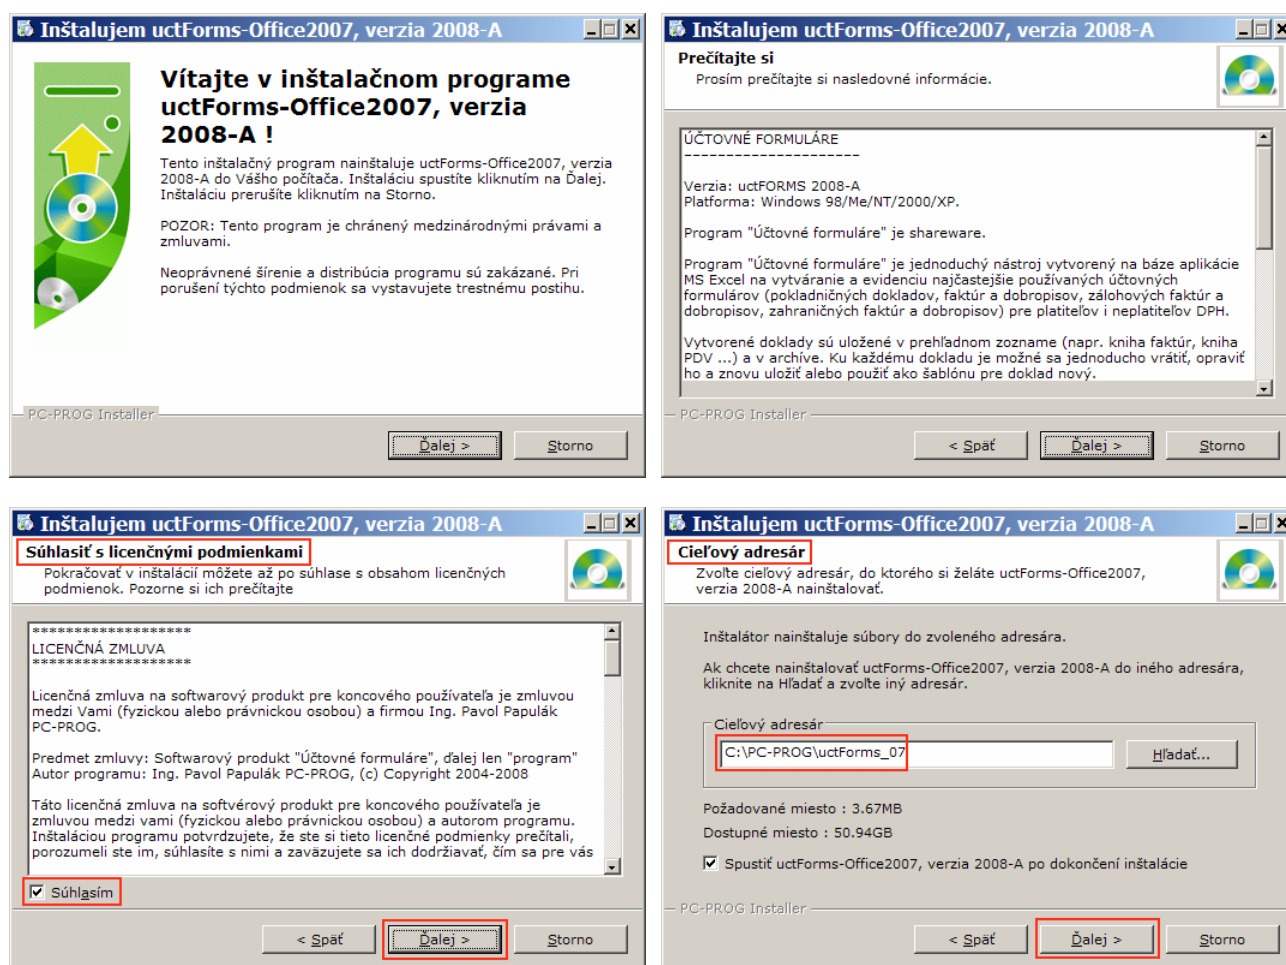 Inštalujem uctForms-Office2007, verzia 2008-A
Vítajte v inštalačnom programe
uctForms-Office2007, verzia
2008-A !
Tento inštalačný program nainštaluje uctForms-Office2007, verzia
2008-A do Vášho počítača. Inštaláciu spustíte kliknutím na Ďalej.
Inštaláciu prerušíte kliknutím na Storno.
POZOR: Tento program je chránený medzinárodnými právami a
zmluvami.
Neoprávnené šírenie a distribúcia programu sú zakázané. Pri
porušení týchto podmienok sa vystavujete trestnému postihu.
PC-PROG Installer
Ďalej >
Storno
Inštalujem uctForms-Office2007, verzia 2008-A
Prečítajte si
Prosím prečítajte si nasledovné informácie.
ÚČTOVNÉ FORMULÁRE
---------------------
Verzia: uctFORMS 2008-A
Platforma: Windows 98/Me/NT/2000/XP.
Program "Účtovné formuláre" je shareware.
Program "Účtovné formuláre" je jednoduchý nástroj vytvorený na báze aplikácie
MS Excel na vytváranie a evidenciu najčastejšie používaných účtovných
formulárov (pokladničných dokladov, faktúr a dobropisov, zálohových faktúr a
dobropisov, zahraničných faktúr a dobropisov) pre platiteľov i neplatiteľov DPH.
Vytvorené doklady sú uložené v prehľadnom zozname (napr. kniha faktúr, kniha
PDV ...) a v archíve. Ku každému dokladu je možné sa jednoducho vrátiť, opraviť
ho a znovu uložiť alebo použiť ako šablónu pre doklad nový.
PC-PROG Installer
< Späť
Ďalej >
Storno
Inštalujem uctForms-Office2007, verzia 2008-A
Súhlasiť s licenčnými podmienkami
Pokračovať v inštalácií môžete až po súhlase s obsahom licenčných
podmienok. Pozorne si ich prečítajte
*******************
LICENČNÁ ZMLUVA
*******************
Licenčná zmluva na softwarový produkt pre koncového používateľa je zmluvou
medzi Vami (fyzickou alebo právnickou osobou) a firmou Ing. Pavol Papulák
PC-PROG.
Predmet zmluvy: Softwarový produkt "Účtovné formuláre", ďalej len "program"
Autor programu: Ing. Pavol Papulák PC-PROG, (c) Copyright 2004-2008
Táto licenčná zmluva na softvérový produkt pre koncového používateľa je
zmluvou medzi vami (fyzickou alebo právnickou osobou) a autorom programu.
Inštaláciou programu potvrdzujete, že ste si tieto licenčné podmienky prečítali,
porozumeli ste im, súhlasíte s nimi a zaväzujete sa ich dodržiavať, čím sa pre vás
Súhlasím
< Späť
Ďalej >
Storno
Inštalujem uctForms-Office2007, verzia 2008-A
Cieľový adresár
Zvoľte cieľový adresár, do ktorého si želáte uctForms-Office2007,
verzia 2008-A nainštalovať.
Inštalátor nainštaluje súbory do zvoleného adresára.
Ak chcete nainštalovať uctForms-Office2007, verzia 2008-A do iného adresára,
kliknite na Hľadať a zvoľte iný adresár.
Cieľový adresár
C:\PC-PROG\uctForms_07
Hľadať...
Požadované miesto : 3.67MB
Dostupné miesto : 50.94GB
Spustiť uctForms-Office2007, verzia 2008-A po dokončení inštalácie
PC-PROG Installer
< Späť
Ďalej >
Storno